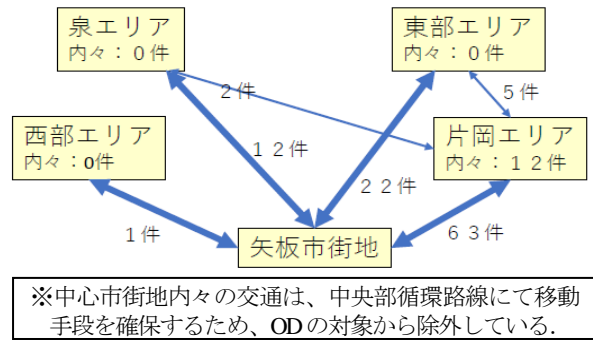 泉エリア
内々：０件
東部エリア
内々：０件
2件
5件
西部エリア
内々：0件
片岡エリア
内々：１２件
１２件
２２件
1件
６３件
矢板市街地
※中心市街地内々の交通は、中央部循環路線にて移動
手段を確保するため、ODの対象から除外している.